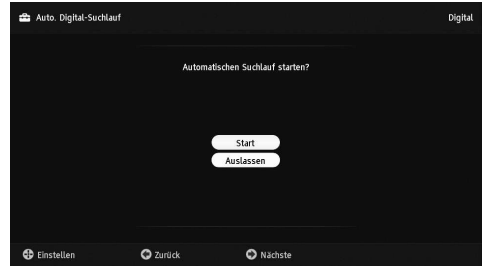 Auto. Digital-Suchlauf Digital
Automatischen Suchlauf starten?
Start
Auslassen
Einstellen Zurück Nächste